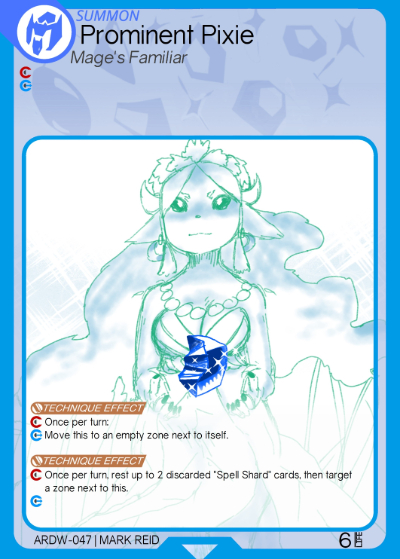 SUMMON
Prominent Pixie
Mage's Familiar
C
C
TECHNIQUE EFFECT
C Once per turn:
C Move this to an empty zone next to itself.
TECHNIQUE EFFECT
C Once per turn, rest up to 2 discarded "Spell Shard" cards, then target
a zone next to this.
C
ARDW-047 | MARK REID
6 LIFE